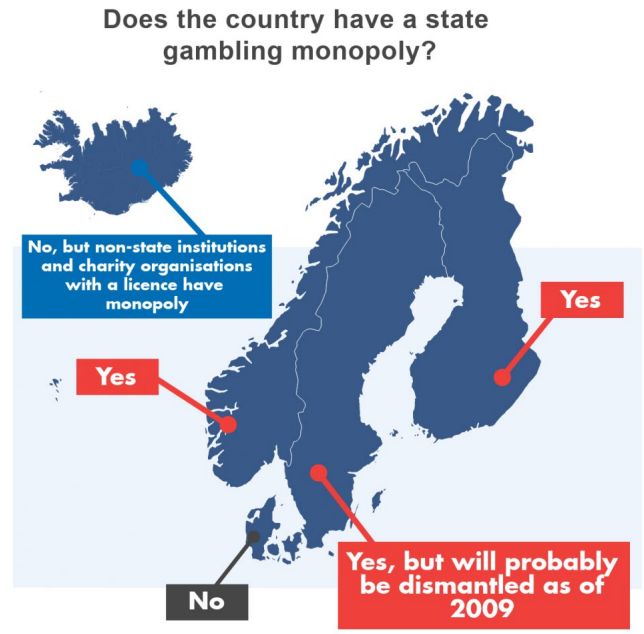 Does the country have a state
gambling monopoly?
No, but non-state institutions
and charity organisations
with a licence have
monopoly
Yes
Yes
Yes, but will probably
be dismantled as of
2009
No